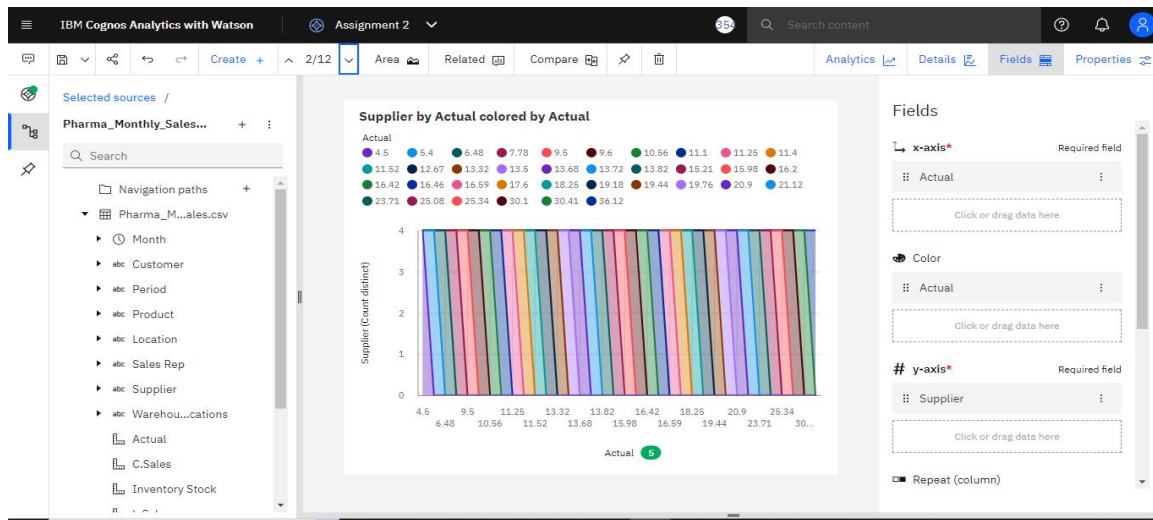 IBM Cognos Analytics with Watson
Assignment 2
354
Search content
Create +
2/12
Area
Related
Compare
Analytics
Details
Fields
Properties
Selected sources /
Pharma_Monthly_Sales...
Search
Navigation paths
Pharma_M...ales.csv
Month
abc Customer
abc Period
abc Product
abc Location
abc Sales Rep
abc Supplier
abc Warehou...cations
Actual
C.Sales
Inventory Stock
Supplier by Actual colored by Actual
Actual
4.5 5.4 6.48 7.78 9.5 9.6 10.56 11.1 11.25 11.4
11.52 12.67 13.32 13.5 13.68 13.72 13.82 15.21 15.98 16.2
16.42 16.46 16.59 17.6 18.25 19.18 19.44 19.76 20.9 21.12
23.71 25.08 25.34 30.1 30.41 36.12
Supplier (Count distinct)
4
3
2
1
0
4.5 9.5 11.25 13.32 13.82 16.42 18.25 20.9 25.34
6.48 10.56 11.52 13.68 15.98 16.59 19.44 23.71 30...
Actual 5
Fields
x-axis* Required field
Actual
Click or drag data here
Color
Actual
Click or drag data here
# y-axis* Required field
Supplier
Click or drag data here
Repeat (column)